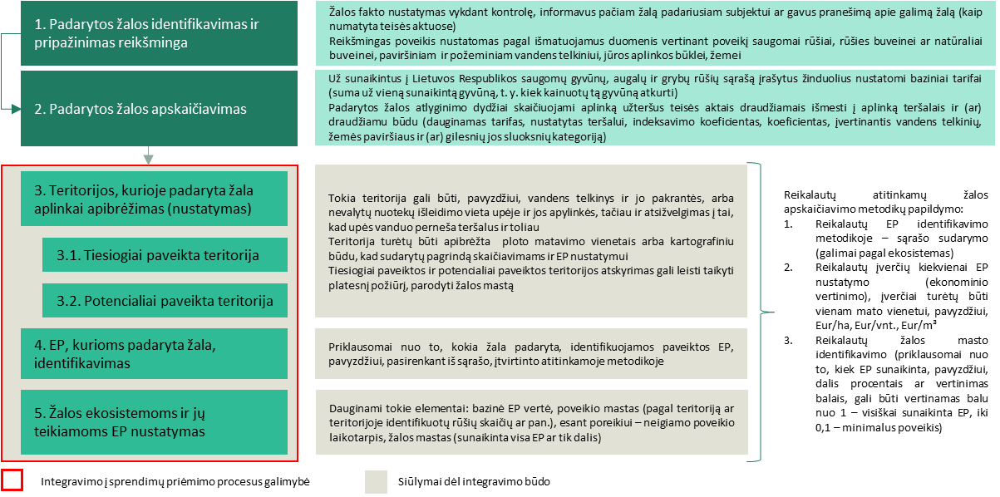 1. Padarytos žalos identifikavimas ir
pripažinimas reikšminga
Žalos fakto nustatymas vykdant kontrolę, informavus pačiam žalą padariusiam subjektui ar gavus pranešimą apie galimą žalą (kaip
numatyta teisės aktuose)
Reikšmingas poveikis nustatomas pagal išmatuojamus duomenis vertinant poveikį saugomai rūšiai, rūšies buveinei ar natūraliai
buveinei, paviršiniam ir požeminiam vandens telkiniui, jūros aplinkos būklei, žemei
2. Padarytos žalos apskaičiavimas
Už sunaikintus į Lietuvos Respublikos saugomų gyvūnų, augalų ir grybų rūšių sąrašą įrašytus žinduolius nustatomi baziniai tarifai
(suma už vieną sunaikintą gyvūną, t. y. kiek kainuotų tą gyvūną atkurti)
Padarytos žalos atlyginimo dydžiai skaičiuojami aplinką užteršus teisės aktais draudžiamais išmesti į aplinką teršalais ir (ar)
draudžiamu būdu (dauginamas tarifas, nustatytas teršalui, indeksavimo koeficientas, koeficientas, įvertinantis vandens telkinių,
žemės paviršiaus ir (ar) gilesnių jos sluoksnių kategoriją)
3. Teritorijos, kurioje padaryta žala
aplinkai apibrėžimas (nustatymas)
3.1. Tiesiogiai paveikta teritorija
3.2. Potencialiai paveikta teritorija
Tokia teritorija gali būti, pavyzdžiui, vandens telkinys ir jo pakrantės, arba
nevalytų nuotekų išleidimo vieta upėje ir jos apylinkės, tačiau ir atsižvelgimą į tai,
kad upės vanduo perneša teršalus ir toliau
Teritorija turėtų būti apibrėžta ploto matavimo vienetais arba kartografiniu
būdu, kad sudarytų pagrindą skaičiavimams ir EP nustatymui
Tiesiogiai paveiktos ir potencialiai paveiktos teritorijos atskyrimas gali leisti taikyti
platesnį požiūrį, parodyti žalos mastą
4. EP, kurioms padaryta žala,
identifikavimas
Priklausomai nuo to, kokia žala padaryta, identifikuojamos paveiktos EP,
pavyzdžiui, pasirenkant iš sąrašo, įtvirtinto atitinkamoje metodikoje
5. Žalos ekosistemoms ir jų
teikiamoms EP nustatymas
Dauginami tokie elementai: bazinė EP vertė, poveikio mastas (pagal teritoriją ar
teritorijoje identifikuotų rūšių skaičių ar pan.), esant poreikiui – neigiamo poveikio
laikotarpis, žalos mastas (sunaikinta visa EP ar tik dalis)
Reikalautų atitinkamų žalos
apskaičiavimo metodikų papildymo:
1. Reikalautų EP identifikavimo
metodikoje – sąrašo sudarymo
(galimai pagal ekosistemas)
2. Reikalautų įverčių kiekvienai EP
nustatymo (ekonominio
vertinimo), įverčiai turėtų būti
vienam mato vienetui, pavyzdžiui,
Eur/ha, Eur/vnt., Eur/m³
3. Reikalautų žalos masto
identifikavimo (priklausomai nuo
to, kiek EP sunaikinta, pavyzdžiui,
dalis procentais ar vertinimas
balais, gali būti vertinamas balu
nuo 1 – visiškai sunaikinta EP, iki
0,1 – minimalus poveikis)
Integravimo į sprendimų priėmimo procesus galimybė
Siūlymai dėl integravimo būdo